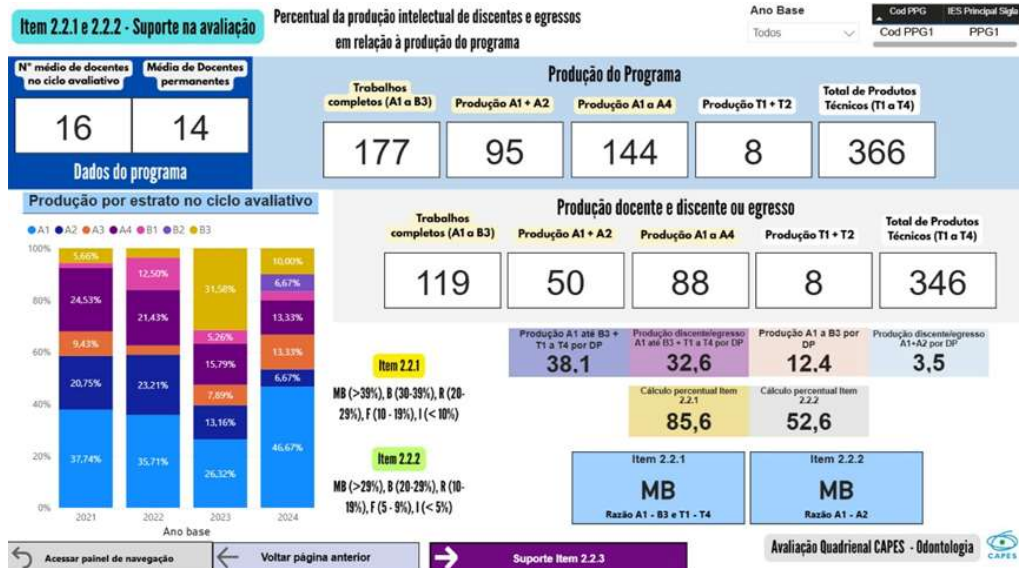 Item 2.2.1 e 2.2.2 - Suporte na avaliação
Percentual da produção intelectual de discentes e egressos
em relação à produção do programa
Ano Base
Todos
Cod PPG IES Principal Sigla
Cod PPG1 PPG1
N° médio de docentes
no ciclo avaliativo
Média de Docentes
permanentes
16
14
Dados do programa
Produção do Programa
Trabalhos
completos (A1 a B3)
Produção A1 + A2
Produção A1 a A4
Produção T1 + T2
Total de Produtos
Técnicos (T1 a T4)
177
95
144
8
366
Produção por estrato no ciclo avaliativo
A1 A2 A3 A4 B1 B2 B3
100%
80%
60%
40%
20%
0%
5,66%
24,53%
9,43%
20,75%
37,74%
12,50%
21,43%
23,21%
35,71%
31,58%
5,26%
15,79%
7,89%
13,16%
26,32%
10,00%
6,67%
13,33%
13,33%
6,67%
46,67%
2021 2022 2023 2024
Ano base
Produção docente e discente ou egresso
Trabalhos
completos (A1 a B3)
Produção A1 + A2
Produção A1 a A4
Produção T1 + T2
Total de Produtos
Técnicos (T1 a T4)
119
50
88
8
346
Produção A1 até B3 +
T1 a T4 por DP
38,1
Produção discente/egresso
A1 até B3 + T1 a T4 por DP
32,6
Produção A1 a B3 por
DP
12,4
Produção discente/egresso
A1+A2 por DP
3,5
Item 2.2.1
MB (>39%), B (30-39%), R (20-
29%), F (10 - 19%), I (< 10%)
Cálculo percentual Item
2.2.1
85,6
Cálculo percentual Item
2.2.2
52,6
Item 2.2.2
MB (>29%), B (20-29%), R (10-
19%), F (5 - 9%), I (< 5%)
Item 2.2.1
MB
Razão A1 - B3 e T1 - T4
Item 2.2.2
MB
Razão A1 - A2
Acessar painel de navegação
Voltar página anterior
Suporte Item 2.2.3
Avaliação Quadrienal CAPES - Odontologia
CAPES